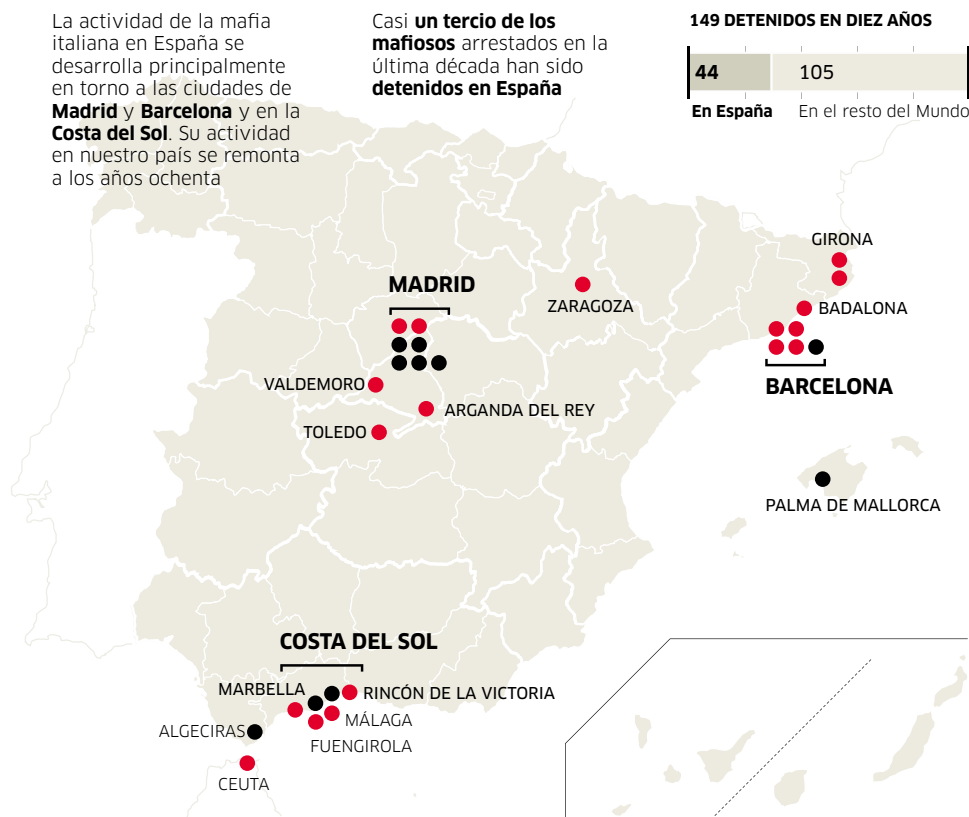 La actividad de la mafia
italiana en España se
desarrolla principalmente
en torno a las ciudades de
Madrid y Barcelona y en la
Costa del Sol. Su actividad
en nuestro país se remonta
a los años ochenta
Casi un tercio de los
mafiosos arrestados en la
última década han sido
detenidos en España
149 DETENIDOS EN DIEZ AÑOS
44
105
En España
En el resto del Mundo
GIRONA
MADRID
ZARAGOZA
BADALONA
VALDEMORO
BARCELONA
ARGANDA DEL REY
TOLEDO
PALMA DE MALLORCA
COSTA DEL SOL
MARBELLA
RINCÓN DE LA VICTORIA
MÁLAGA
ALGECIRAS
FUENGIROLA
CEUTA